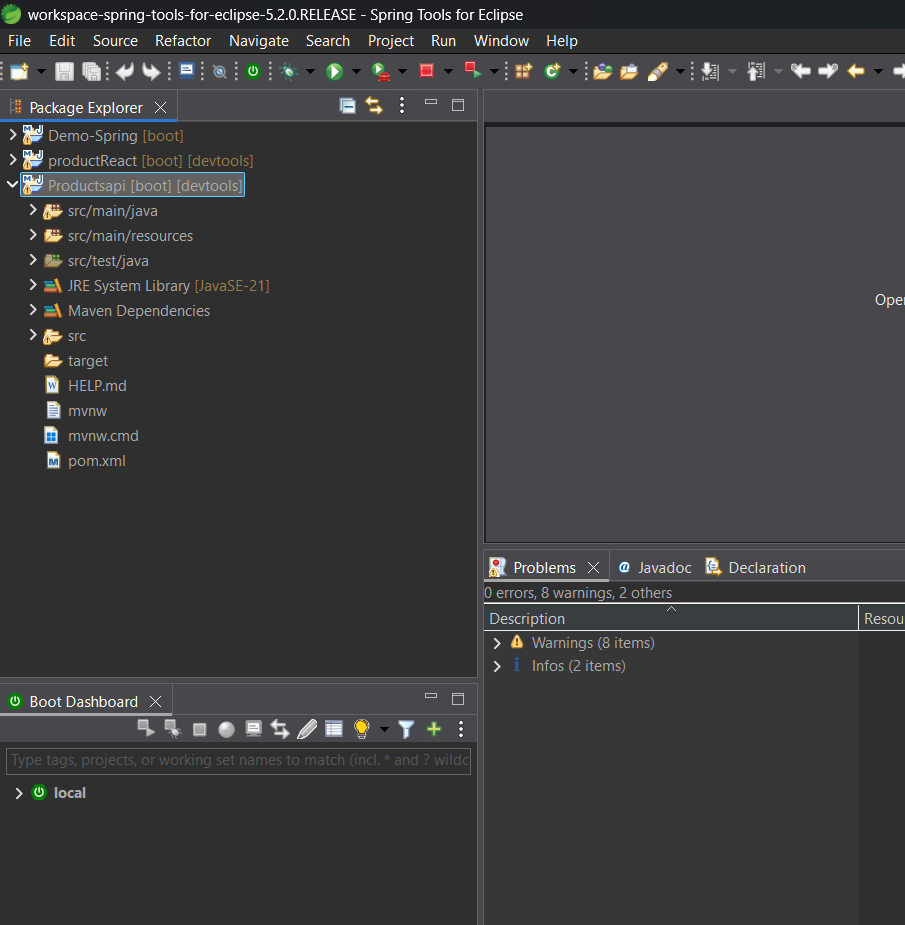 workspace-spring-tools-for-eclipse-5.2.0.RELEASE - Spring Tools for Eclipse
File Edit Source Refactor Navigate Search Project Run Window Help
Package Explorer
Demo-Spring [boot]
productReact [boot] [devtools]
Productsapi [boot] [devtools]
src/main/java
src/main/resources
src/test/java
JRE System Library [JavaSE-21]
Maven Dependencies
src
target
HELP.md
mvnw
mvnw.cmd
pom.xml
Oper
Problems Javadoc Declaration
0 errors, 8 warnings, 2 others
Description Resou
Warnings (8 items)
Infos (2 items)
Boot Dashboard
Type tags, projects, or working set names to match (incl. * and ? wildc
local